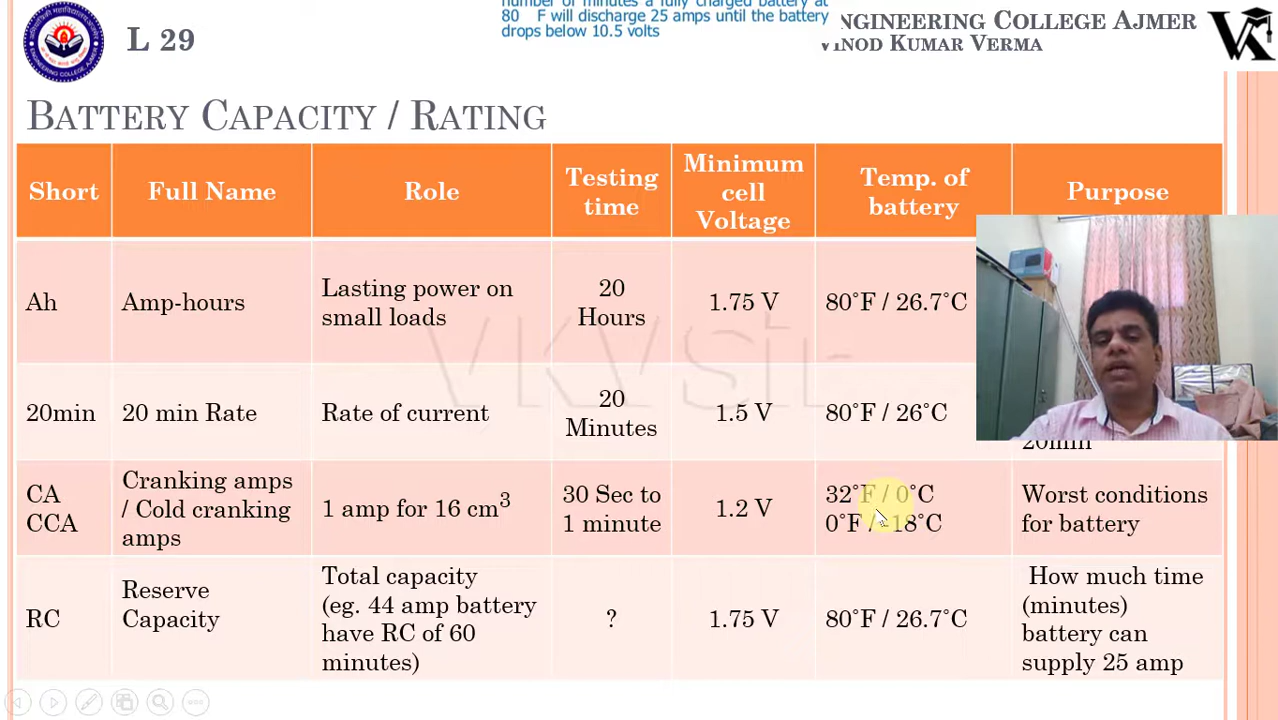 number of minutes a fully charged battery at
80 F will discharge 25 amps until the battery
drops below 10.5 volts
L 29
ENGINEERING COLLEGE AJMER
VINOD KUMAR VERMA
BATTERY CAPACITY / RATING
Short
Full Name
Role
Testing
time
Minimum
cell
Voltage
Temp. of
battery
Purpose
Ah
Amp-hours
Lasting power on
small loads
20
Hours
1.75 V
80˚F / 26.7˚C
20min
20 min Rate
Rate of current
20
Minutes
1.5 V
80˚F / 26˚C
20min
CA
CCA
Cranking amps
/ Cold cranking
amps
1 amp for 16 cm³
30 Sec to
1 minute
1.2 V
32˚F / 0˚C
0˚F / -18˚C
Worst conditions
for battery
RC
Reserve
Capacity
Total capacity
(eg. 44 amp battery
have RC of 60
minutes)
?
1.75 V
80˚F / 26.7˚C
How much time
(minutes)
battery can
supply 25 amp
VKVSir